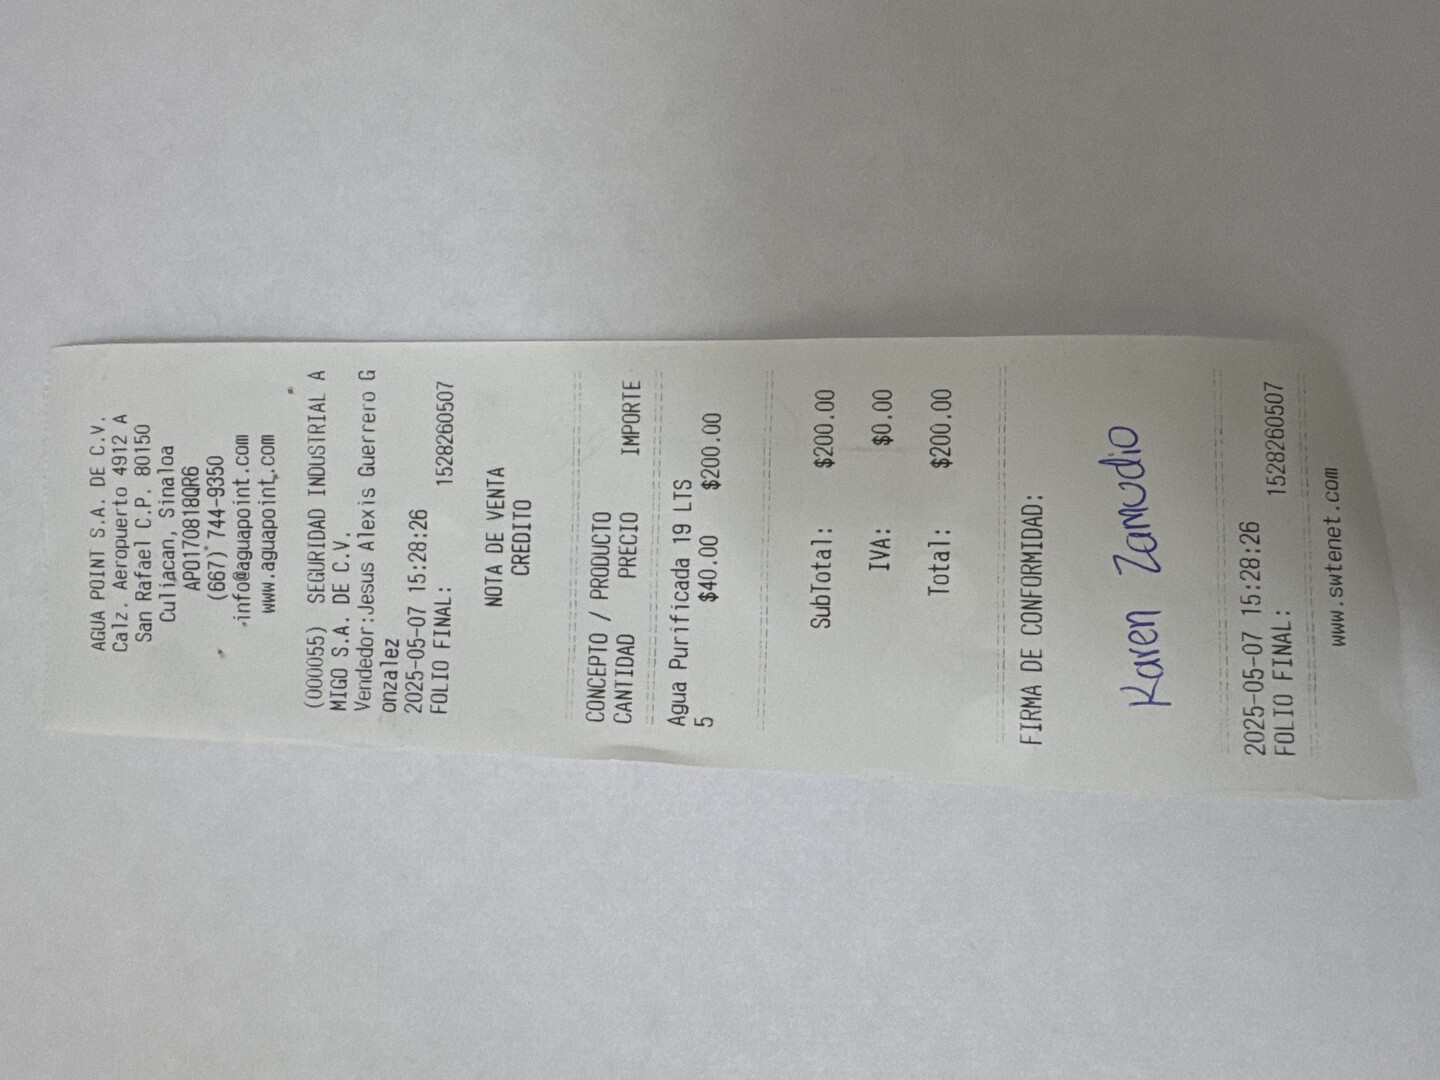 AGUA POINT S.A. DE C.V.
Calz. Aeropuerto 4912 A
San Rafael C.P. 80150
Culiacan, Sinaloa
APO170818QR6
(667) 744-9350
info@aguapoint.com
www.aguapoint.com
(000055) SEGURIDAD INDUSTRIAL A
MIGO S.A. DE C.V.
Vendedor:Jesus Alexis Guerrero G
onzalez
2025-05-07 15:28:26
FOLIO FINAL: 1528260507
NOTA DE VENTA
CREDITO
CONCEPTO / PRODUCTO
CANTIDAD PRECIO IMPORTE
Agua Purificada 19 LTS
5 $40.00 $200.00
SubTotal: $200.00
IVA: $0.00
Total: $200.00
FIRMA DE CONFORMIDAD:
Karen Zamudio
2025-05-07 15:28:26
FOLIO FINAL: 1528260507
www.swtenet.com